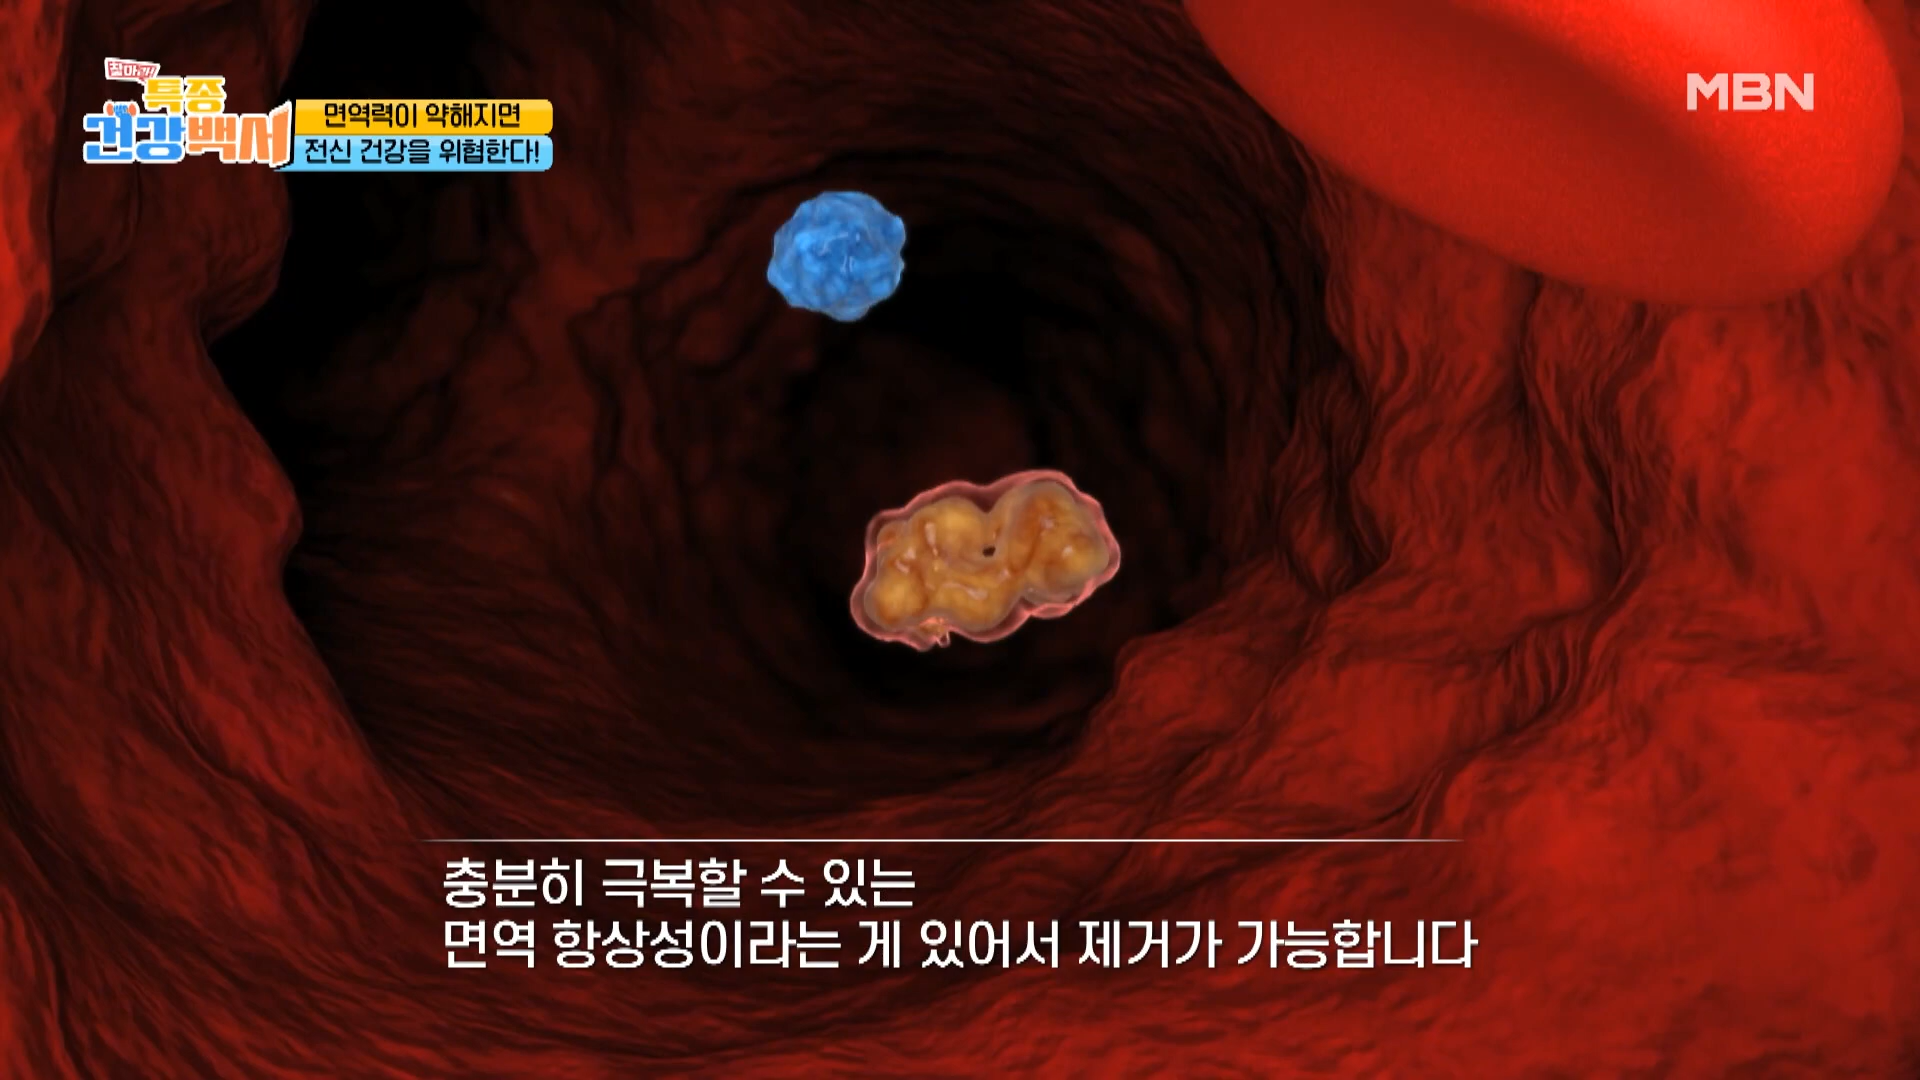 특종
건강백서
면역력이 약해지면
전신 건강을 위협한다!
MBN
충분히 극복할 수 있는
면역 항상성이라는 게 있어서 제거가 가능합니다